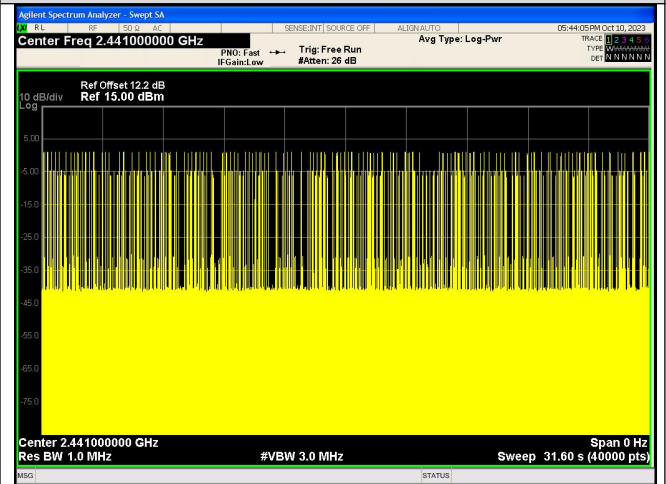 Agilent Spectrum Analyzer - Swept SA
RL RF 50 Ω AC SENSE:INT SOURCE OFF ALIGN AUTO 05:44:05 PM Oct 10, 2023
Center Freq 2.441000000 GHz
PNO: Fast
IFGain:Low
Trig: Free Run
#Atten: 26 dB
Avg Type: Log-Pwr
TRACE 1 2 3 4 5 6
TYPE W
DET N N N N N N
Ref Offset 12.2 dB
10 dB/div Ref 15.00 dBm
Log
5.00
-5.00
-15.0
-25.0
-35.0
-45.0
-55.0
-65.0
-75.0
Center 2.441000000 GHz Span 0 Hz
Res BW 1.0 MHz #VBW 3.0 MHz Sweep 31.60 s (40000 pts)
MSG STATUS